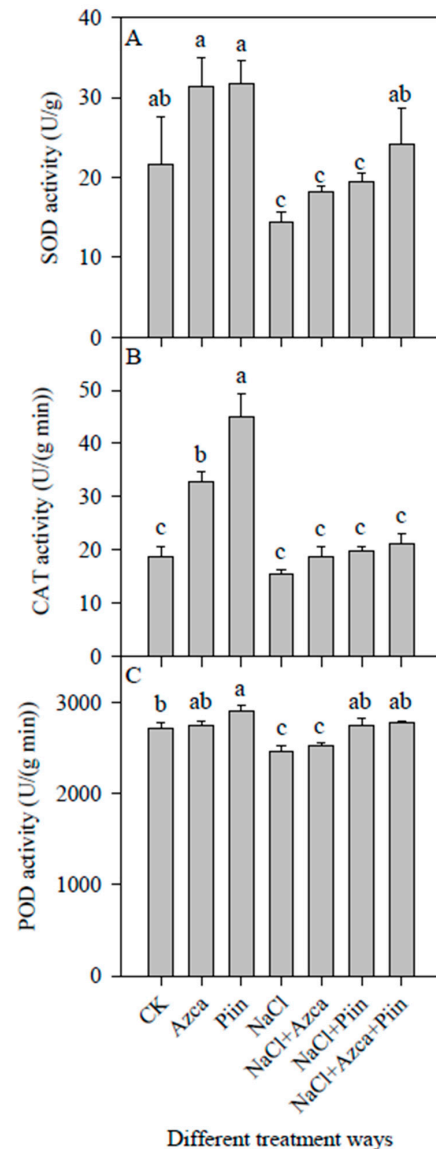 A
SOD activity (U/g)
40
30
20
10
0
ab
a
a
c
c
c
ab
B
CAT activity (U/(g min))
50
40
30
20
10
0
c
b
a
c
c
c
c
C
POD activity (U/(g min))
3000
2000
1000
0
b
ab
a
c
c
ab
ab
CK
Azca
Piin
NaCl
NaCl+Azca
NaCl+Piin
NaCl+Azca+Piin
Different treatment ways